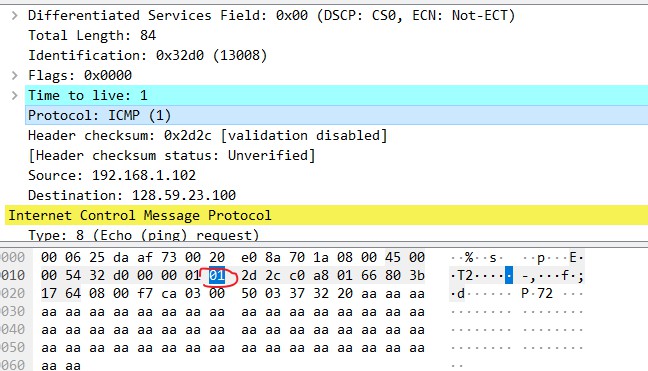 Differentiated Services Field: 0x00 (DSCP: CS0, ECN: Not-ECT)
Total Length: 84
Identification: 0x32d0 (13008)
Flags: 0x0000
Time to live: 1
Protocol: ICMP (1)
Header checksum: 0x2d2c [validation disabled]
[Header checksum status: Unverified]
Source: 192.168.1.102
Destination: 128.59.23.100
Internet Control Message Protocol
Type: 8 (Echo (ping) request)
0000 00 06 25 da af 73 00 20 e0 8a 70 1a 08 00 45 00 ··%··s·  ··p···E·
0010 00 54 32 d0 00 00 01 01 2d 2c c0 a8 01 66 80 3b ·T2····· -,···f·;
0020 17 64 08 00 f7 ca 03 00 50 03 37 32 20 aa aa aa ·d······ P·72 ···
0030 aa aa aa aa aa aa aa aa aa aa aa aa aa aa aa aa ········ ········
0040 aa aa aa aa aa aa aa aa aa aa aa aa aa aa aa aa ········ ········
0050 aa aa aa aa aa aa aa aa aa aa aa aa aa aa aa aa ········ ········
0060 aa aa ··